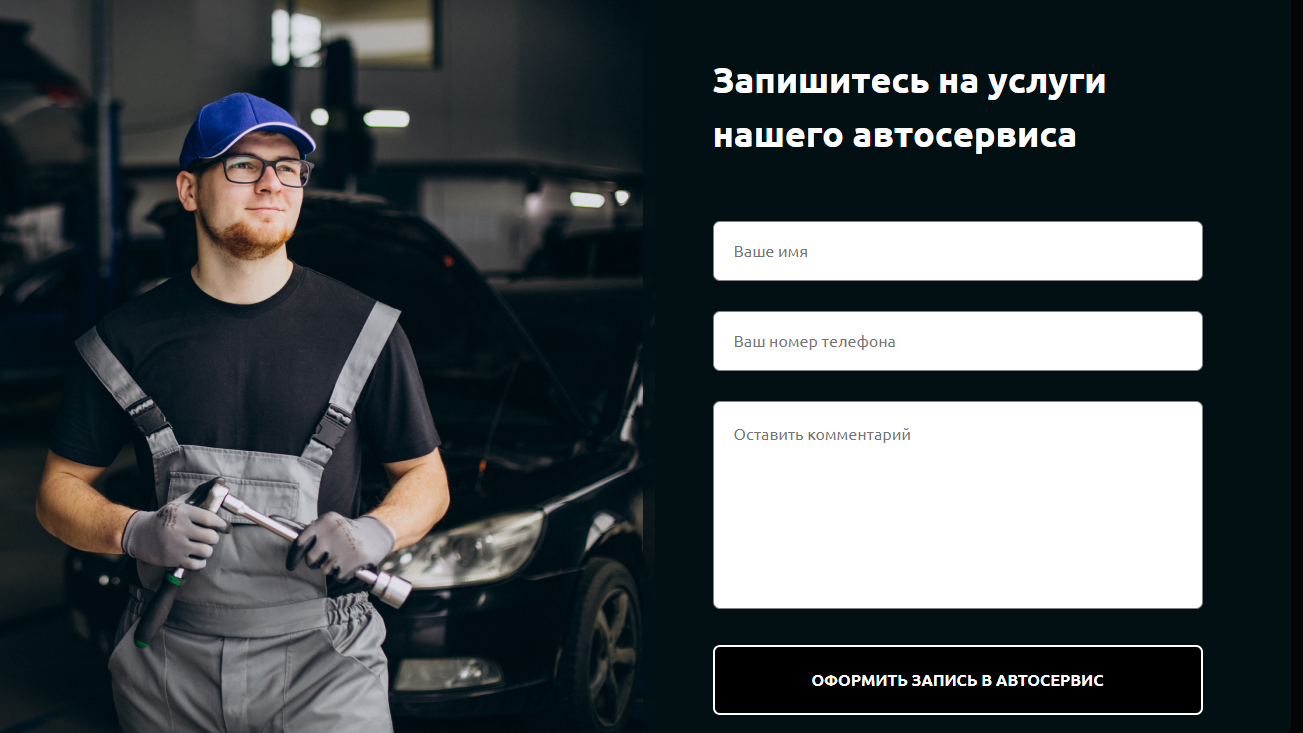 Запишитесь на услуги
нашего автосервиса
Ваше имя
Ваш номер телефона
Оставить комментарий
ОФОРМИТЬ ЗАПИСЬ В АВТОСЕРВИС